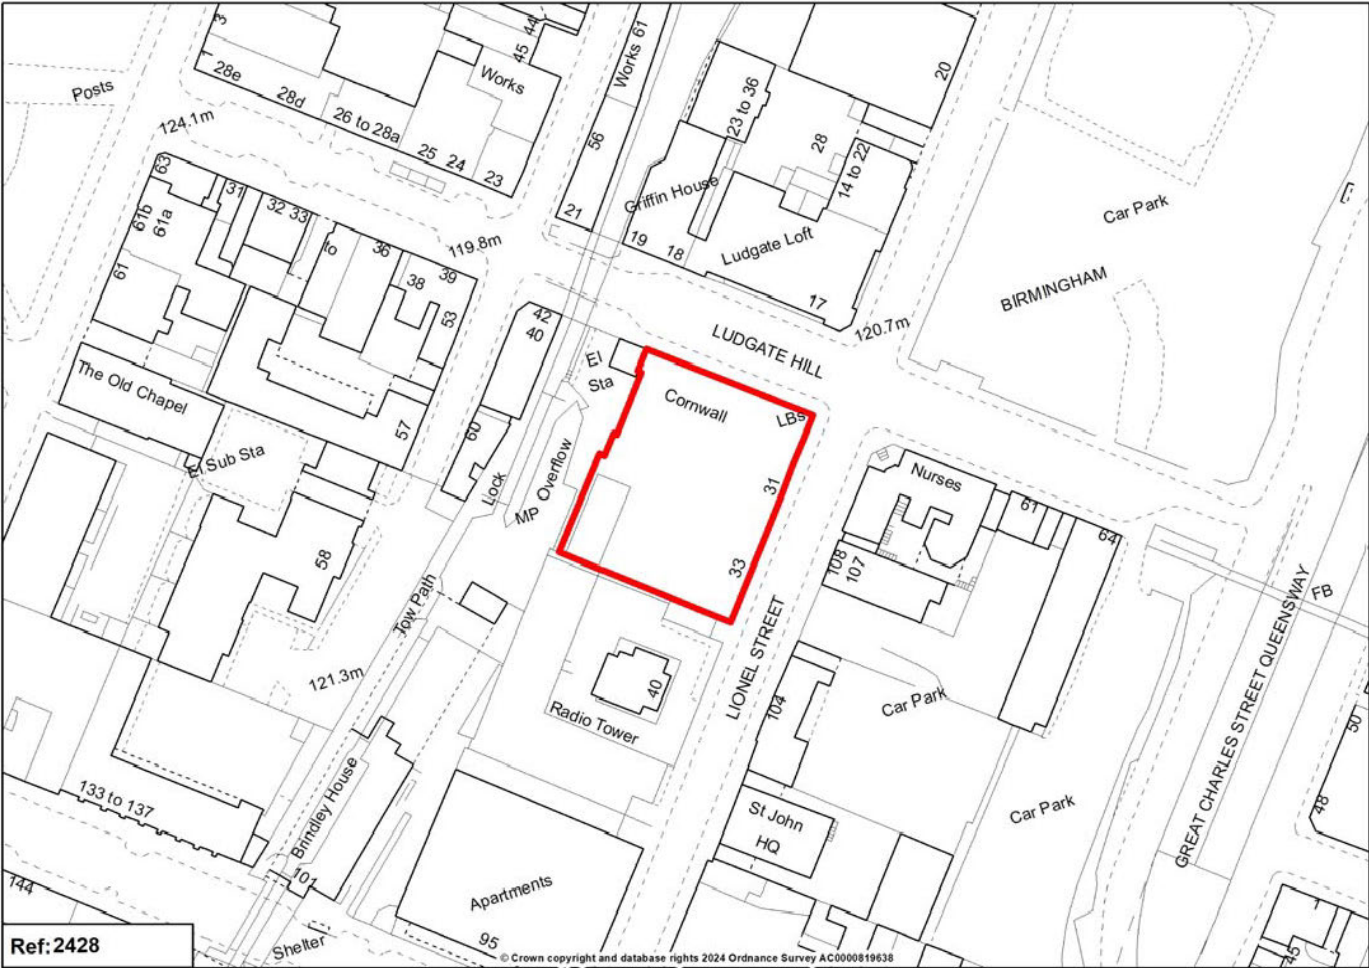 3
1
28e
28d
26 to 28a
25
24
23
45
44
Works
Works 61
56
21
20
23 to 36
28
14 to 22
Griffin House
19
18
Ludgate Loft
17
Posts
124.1m
63
31
32 33
to
36
38
39
53
61b
61a
61
119.8m
120.7m
LUDGATE HILL
Car Park
BIRMINGHAM
42
40
El
Sta
Cornwall
LBs
31
33
The Old Chapel
El Sub Sta
57
60
Lock
Overflow
MP
58
Tow Path
121.3m
Nurses
61
64
108
107
FB
GREAT CHARLES STREET QUEENSWAY
LIONEL STREET
40
Radio Tower
104
Car Park
Car Park
50
48
133 to 137
Brindley House
101
St John
HQ
Apartments
95
144
Shelter
1
45
Ref: 2428
© Crown copyright and database rights 2024 Ordnance Survey AC0000819638